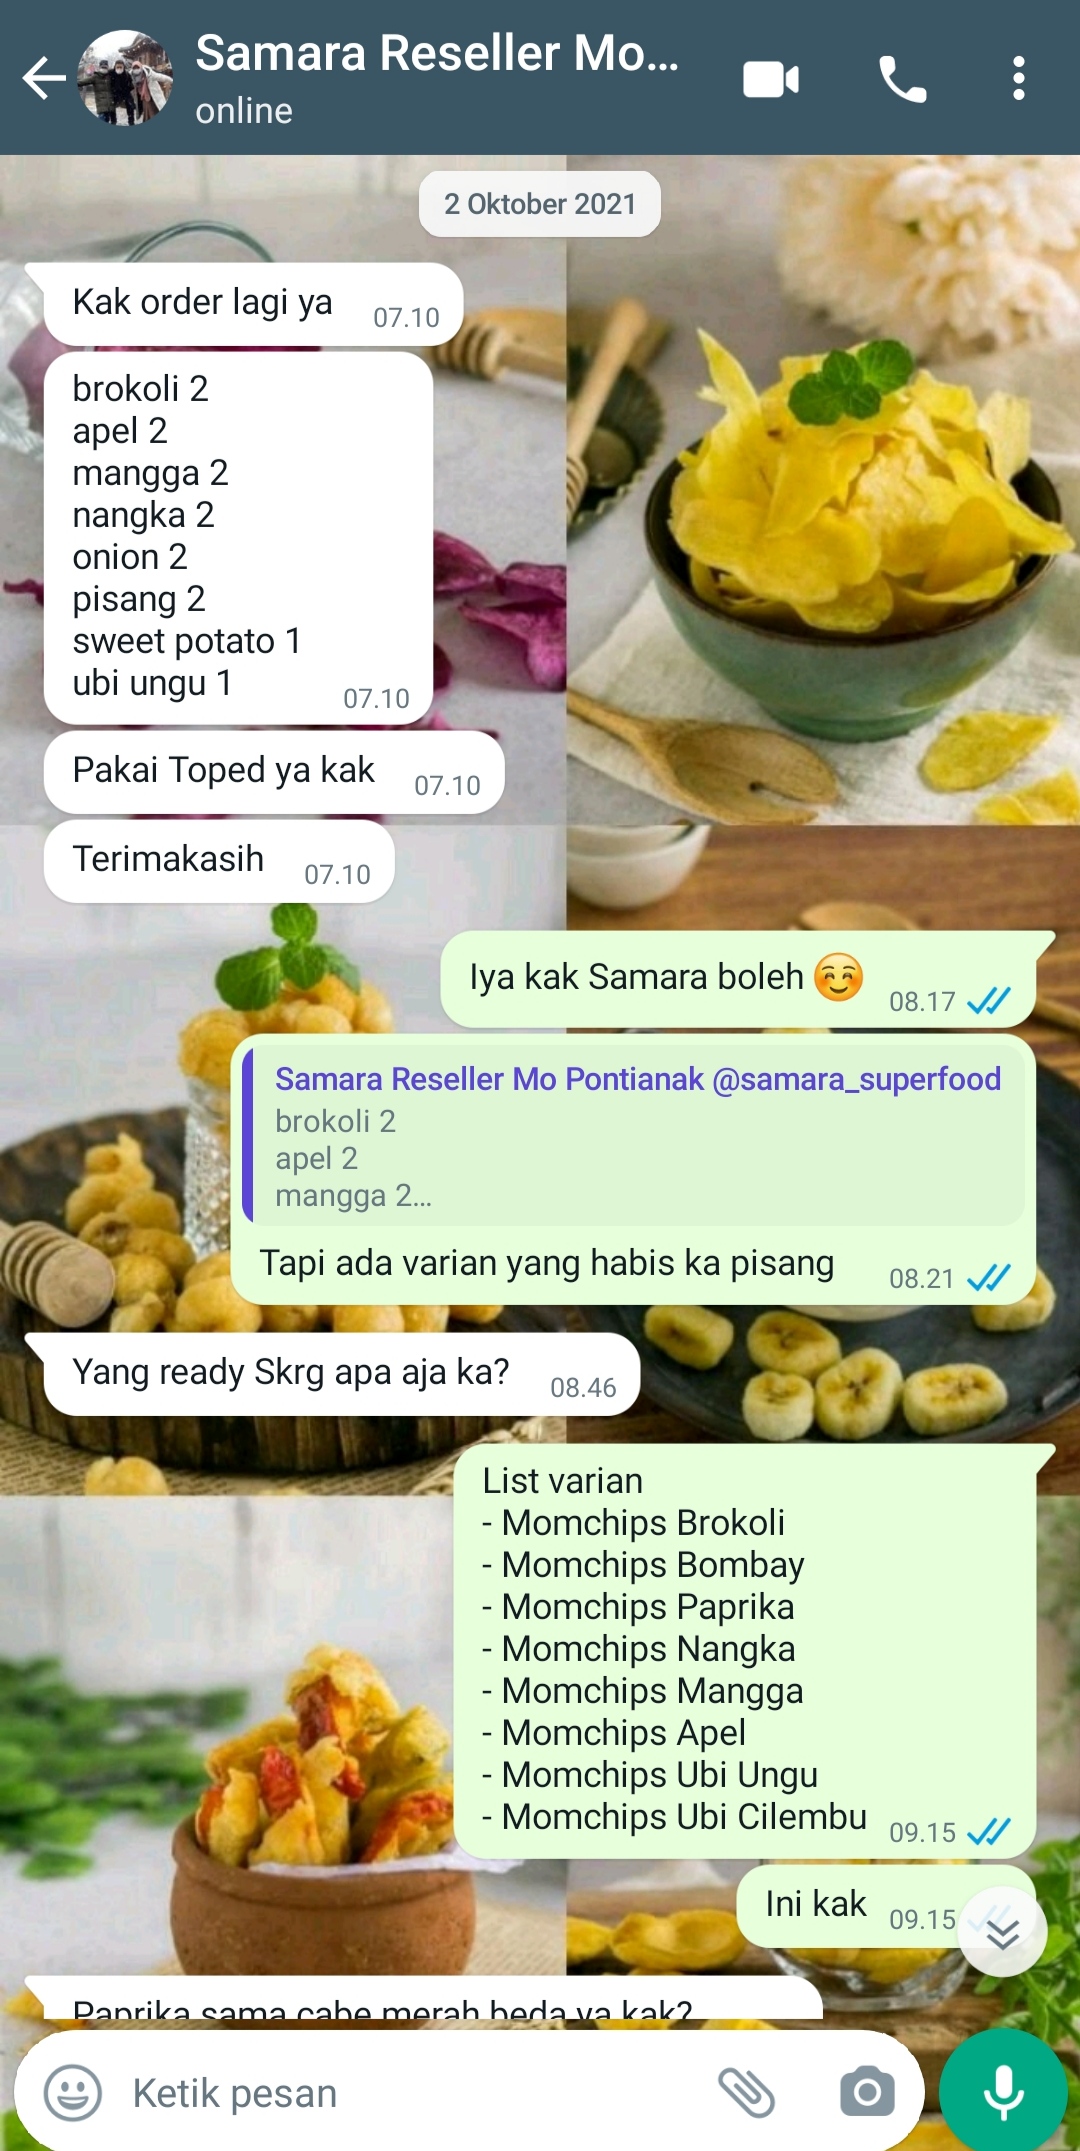 Samara Reseller Mo...
online
2 Oktober 2021
Kak order lagi ya
07.10
brokoli 2
apel 2
mangga 2
nangka 2
onion 2
pisang 2
sweet potato 1
ubi ungu 1
07.10
Pakai Toped ya kak
07.10
Terimakasih
07.10
Iya kak Samara boleh ☺️
08.17
Samara Reseller Mo Pontianak @samara_superfood
brokoli 2
apel 2
mangga 2...
Tapi ada varian yang habis ka pisang
08.21
Yang ready Skrg apa aja ka?
08.46
List varian
- Momchips Brokoli
- Momchips Bombay
- Momchips Paprika
- Momchips Nangka
- Momchips Mangga
- Momchips Apel
- Momchips Ubi Ungu
- Momchips Ubi Cilembu
09.15
Ini kak
09.15
Paprika sama cabe merah beda ya kak?
Ketik pesan